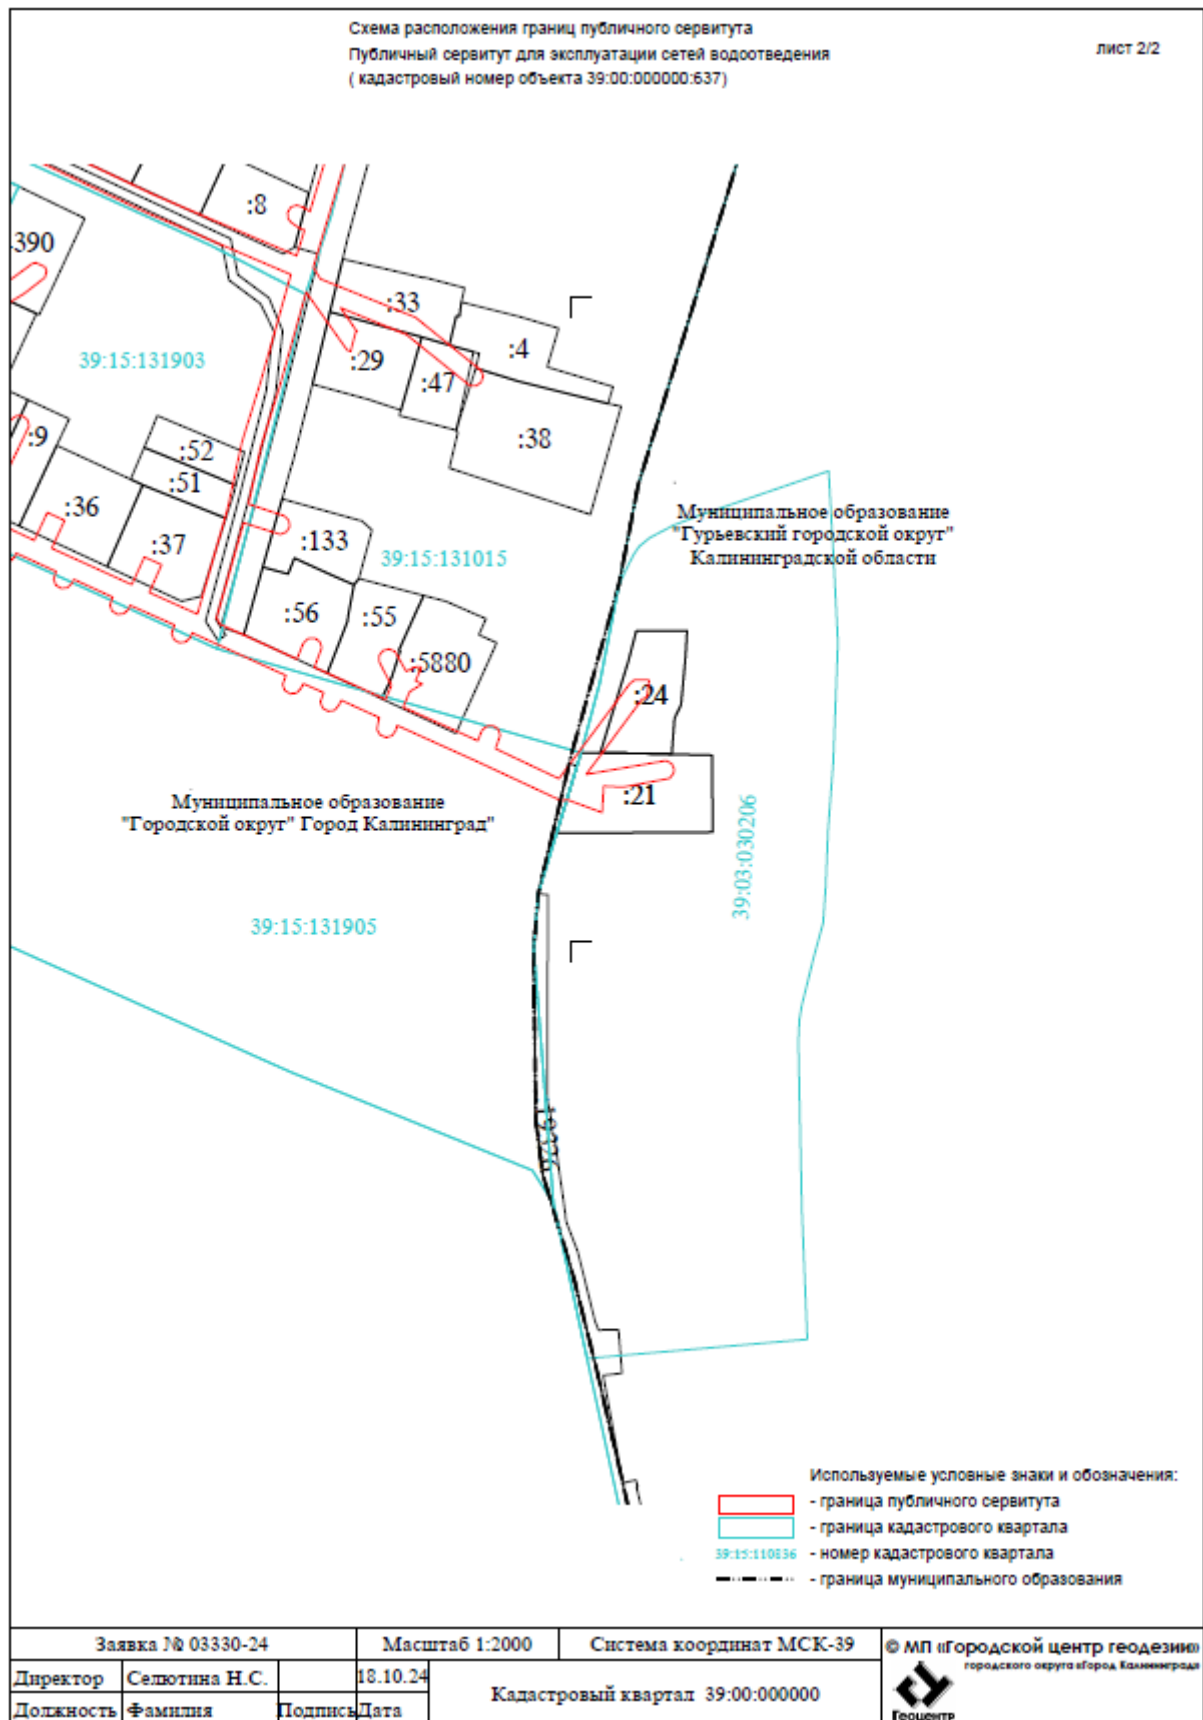 Схема расположения границ публичного сервитута
Публичный сервитут для эксплуатации сетей водоотведения
( кадастровый номер объекта 39:00:000000:637)
лист 2/2
:8
390
:33
:4
:29
:47
39:15:131903
:38
:9
:52
:51
:36
:37
:133
39:15:131015
Муниципальное образование
"Гурьевский городской округ"
Калининградской области
:56
:55
:5880
:24
:21
Муниципальное образование
"Городской округ" Город Калининград"
39:03:030206
39:15:131905
Используемые условные знаки и обозначения:
- граница публичного сервитута
- граница кадастрового квартала
39:15:110836 - номер кадастрового квартала
- граница муниципального образования
Заявка № 03330-24
Масштаб 1:2000
Система координат МСК-39
Директор Селютина Н.С. 18.10.24
Должность Фамилия Подпись Дата
Кадастровый квартал 39:00:000000
© МП «Городской центр геодезии»
городского округа «Город Калининград»
Геоцентр